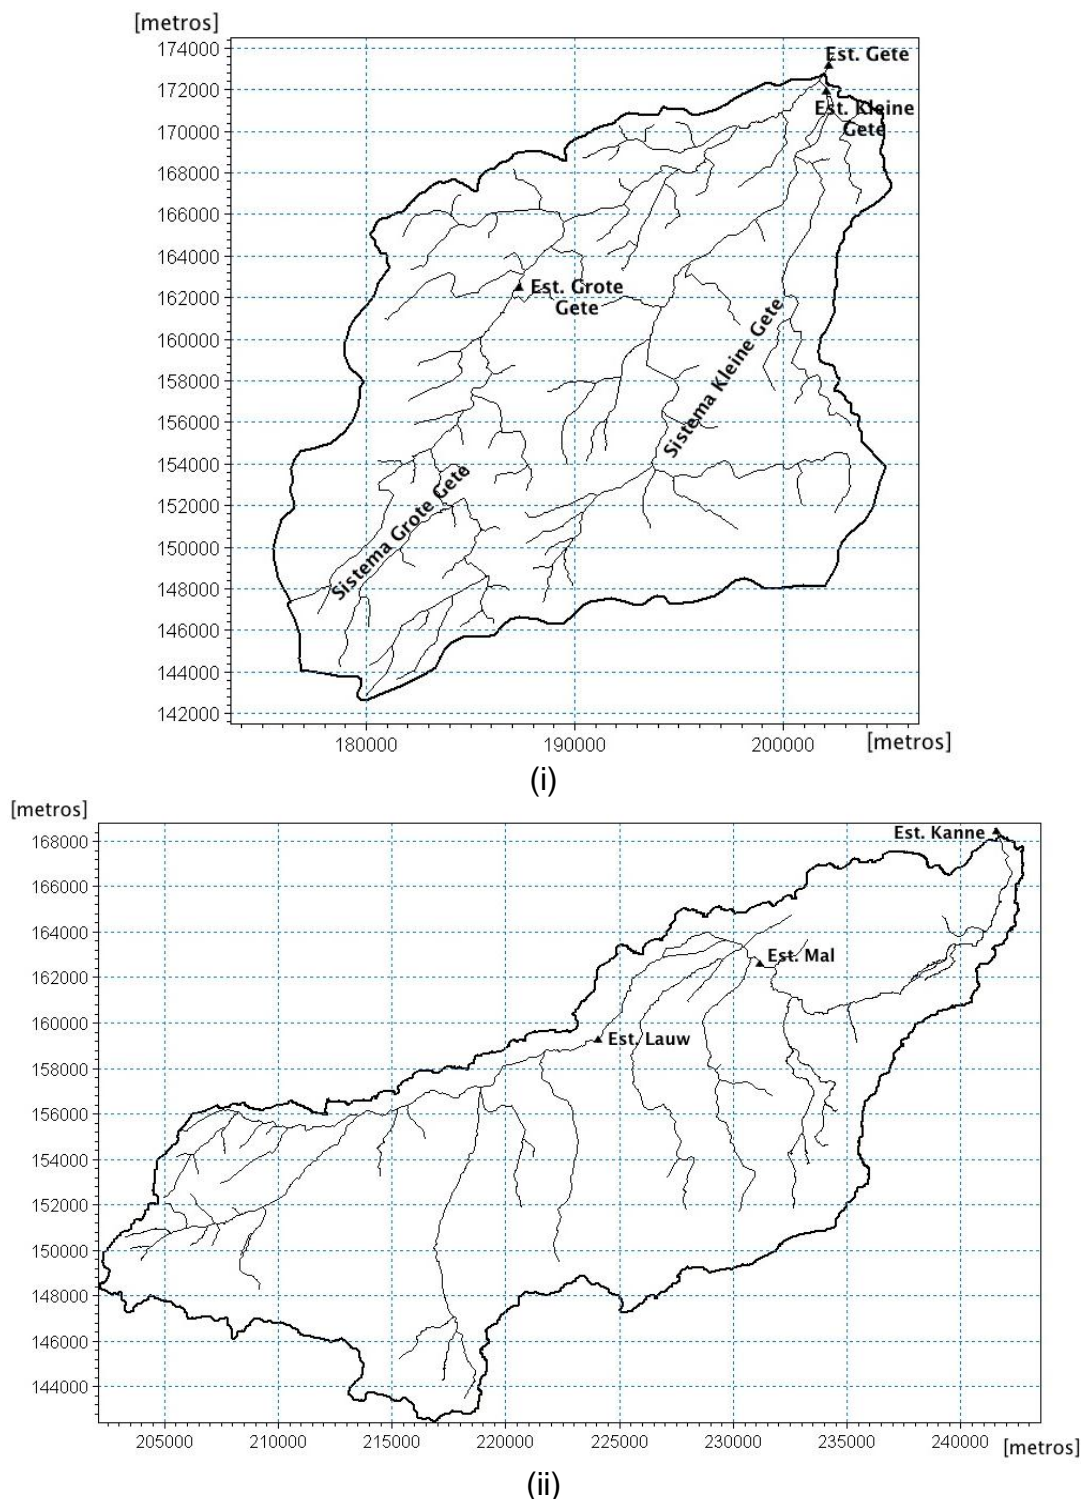 [metros]
174000
172000
170000
168000
166000
164000
162000
160000
158000
156000
154000
152000
150000
148000
146000
144000
142000
Est. Gete
Est. Kleine
Gete
Est. Grote
Gete
Sistema Kleine Gete
Sistema Grote Gete
180000
190000
200000
[metros]
(i)
[metros]
168000
166000
164000
162000
160000
158000
156000
154000
152000
150000
148000
146000
144000
Est. Kanne
Est. Mal
Est. Lauw
205000
210000
215000
220000
225000
230000
235000
240000
[metros]
(ii)